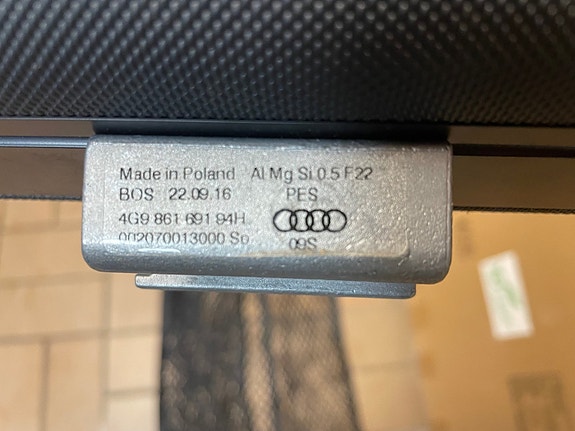 Made in Poland Al Mg Si 0.5 F22
BOS 22.09.16 PES
4G9 861 691 94H
002070013000 So
09S